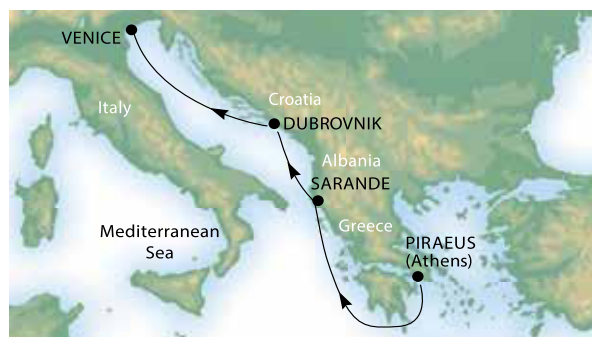 VENICE
Italy
Croatia
DUBROVNIK
Albania
SARANDE
Greece
Mediterranean
Sea
PIRAEUS
(Athens)